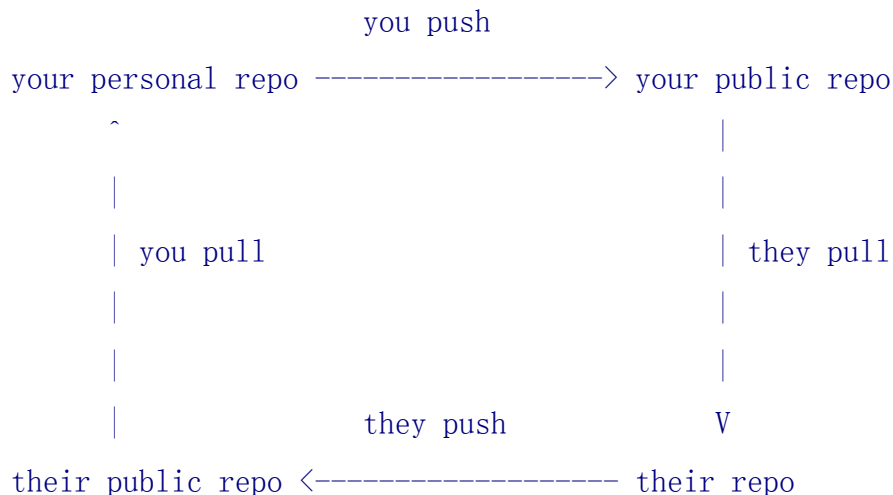 you push
your personal repo ------------------> your public repo
^ |
| |
| you pull | they pull
| |
| |
| they push V
their public repo <------------------- their repo